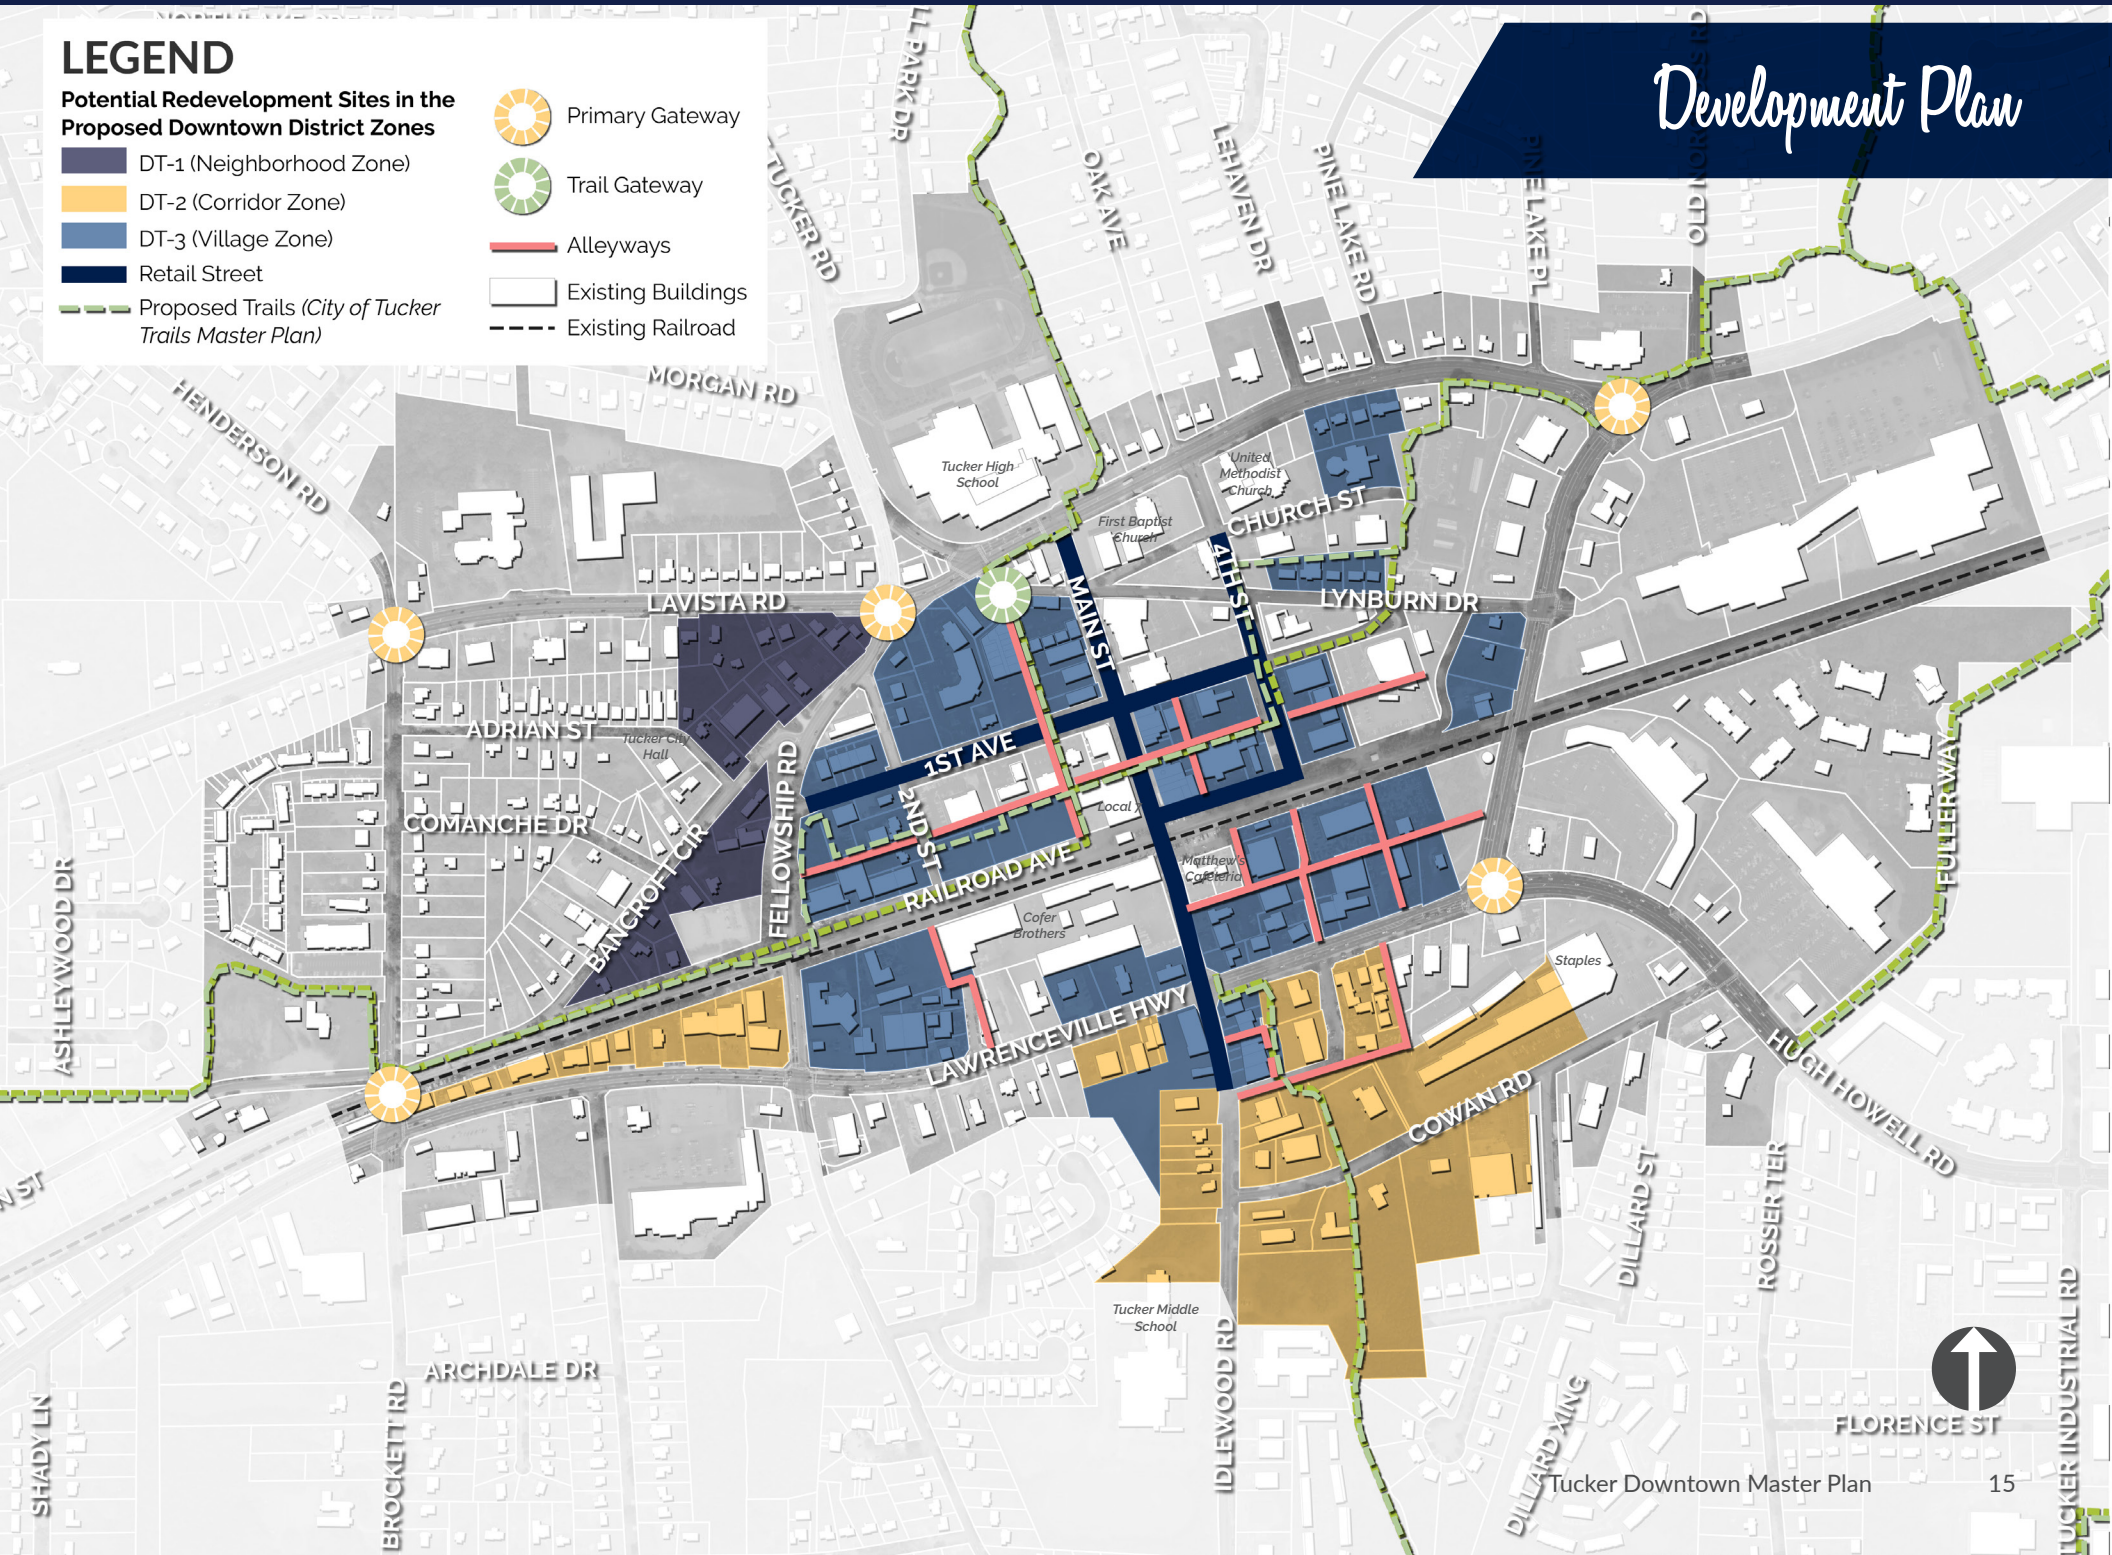 Development Plan
LEGEND
Potential Redevelopment Sites in the
Proposed Downtown District Zones
DT-1 (Neighborhood Zone)
DT-2 (Corridor Zone)
DT-3 (Village Zone)
Retail Street
Proposed Trails (City of Tucker
Trails Master Plan)
Primary Gateway
Trail Gateway
Alleyways
Existing Buildings
Existing Railroad
TUCKER RD
OAK AVE
LEHAVEN DR
PINE LAKE RD
PINE LAKE PL
HENDERSON RD
MORGAN RD
Tucker High
School
United
Methodist
Church
First Baptist
Church
CHURCH ST
4TH ST
LAVISTA RD
MAIN ST
LYNBURN DR
ADRIAN ST
Tucker City
Hall
1ST AVE
2ND ST
FELLOWSHIP RD
COMANCHE DR
BANCROFT CIR
Local 7
RAILROAD AVE
Matthew's
Cafeteria
Cofer
Brothers
FULLER WAY
ASHLEYWOOD DR
LAWRENCEVILLE HWY
Staples
COWAN RD
HUGH HOWELL RD
N ST
DILLARD ST
ROSSER TER
Tucker Middle
School
IDLEWOOD RD
ARCHDALE DR
BROCKETT RD
SHADY LN
DILLARD XING
FLORENCE ST
TUCKER INDUSTRIAL RD
Tucker Downtown Master Plan
15